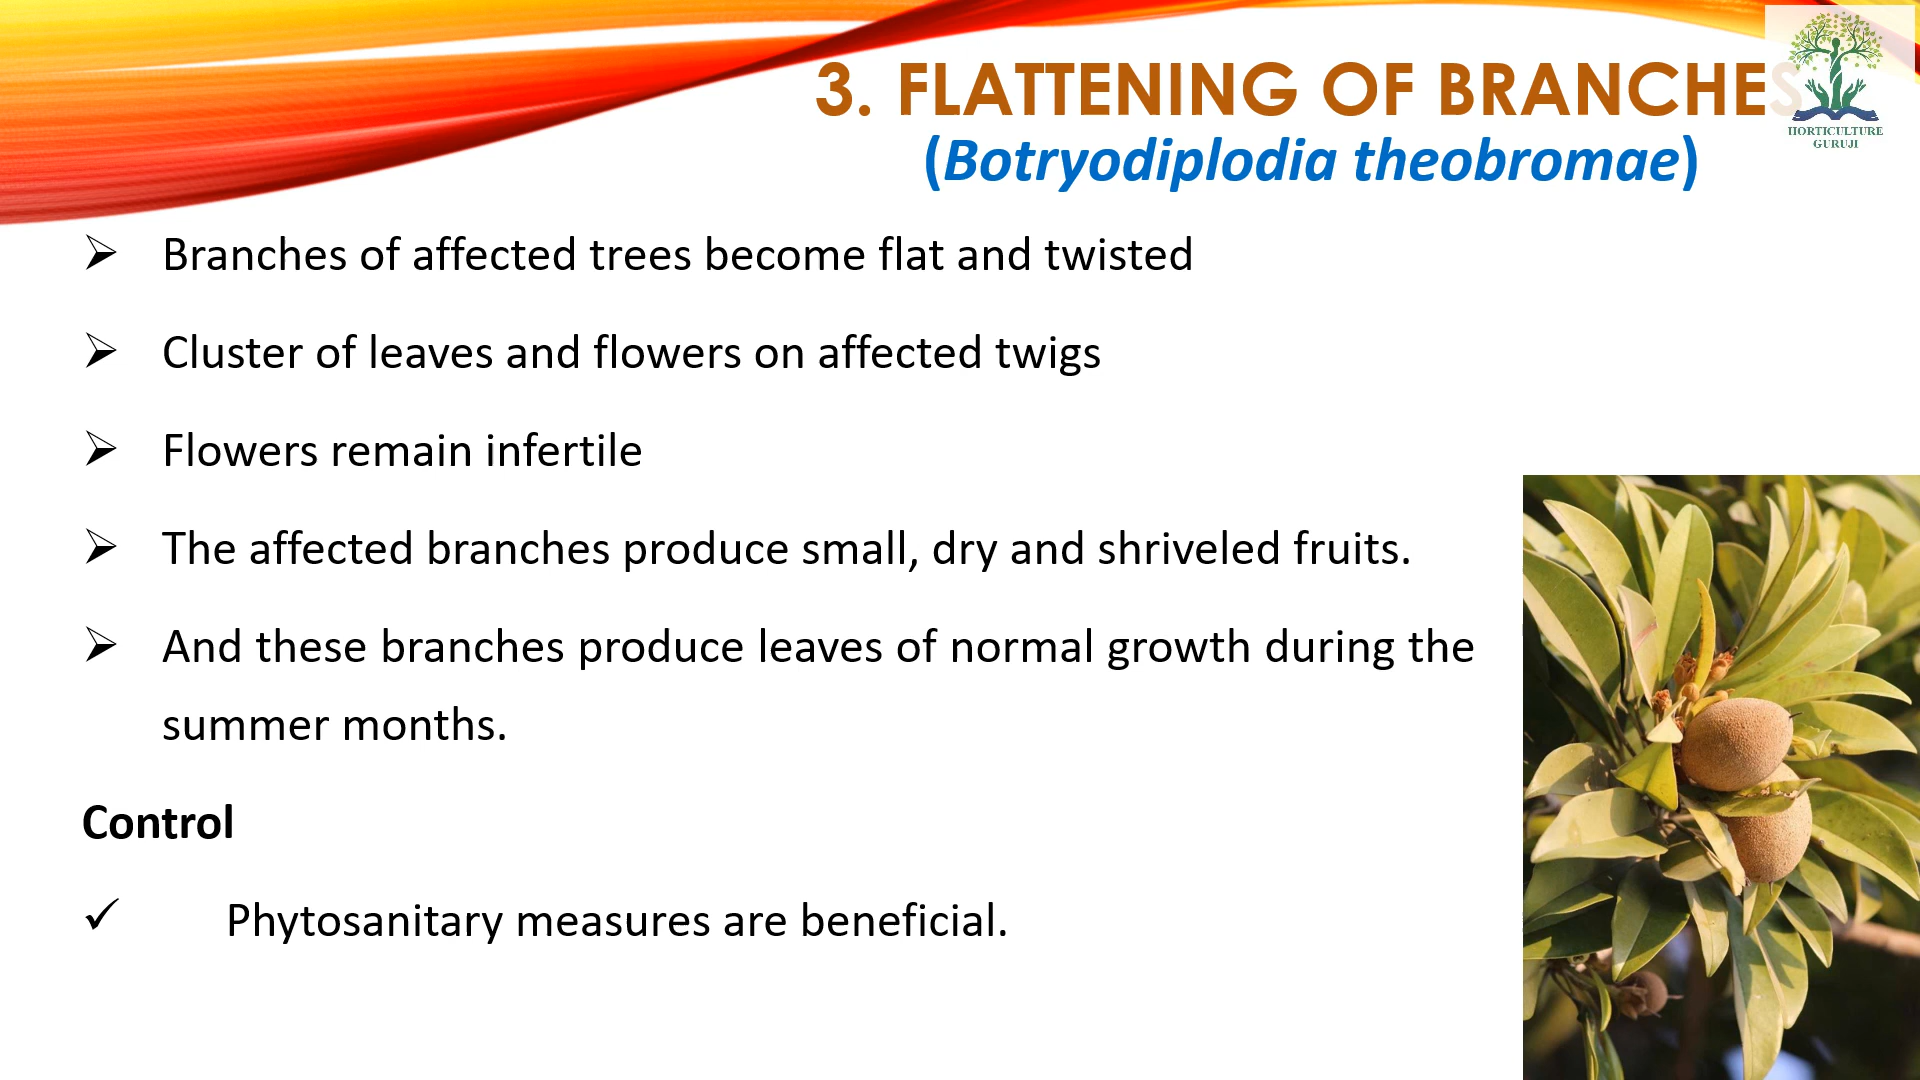 3. FLATTENING OF BRANCHES
(Botryodiplodia theobromae)
HORTICULTURE
GURUJI
Branches of affected trees become flat and twisted
Cluster of leaves and flowers on affected twigs
Flowers remain infertile
The affected branches produce small, dry and shriveled fruits.
And these branches produce leaves of normal growth during the
summer months.
Control
Phytosanitary measures are beneficial.